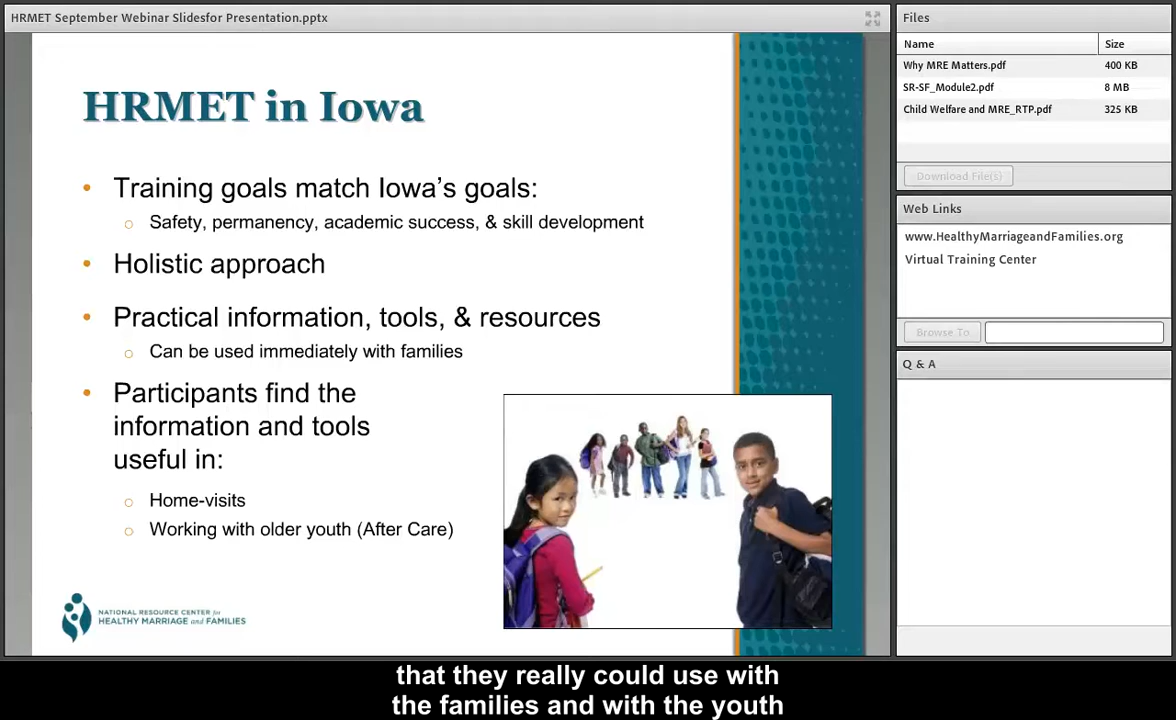 HRMET September Webinar Slidesfor Presentation.pptx
HRMET in Iowa
• Training goals match Iowa's goals:
o Safety, permanency, academic success, & skill development
• Holistic approach
• Practical information, tools, & resources
o Can be used immediately with families
• Participants find the
information and tools
useful in:
o Home-visits
o Working with older youth (After Care)
NATIONAL RESOURCE CENTER for
HEALTHY MARRIAGE and FAMILIES
Files
Name Size
Why MRE Matters.pdf 400 KB
SR-SF_Module2.pdf 8 MB
Child Welfare and MRE_RTP.pdf 325 KB
Download File(s)
Web Links
www.HealthyMarriageandFamilies.org
Virtual Training Center
Browse To
Q & A
that they really could use with
the families and with the youth